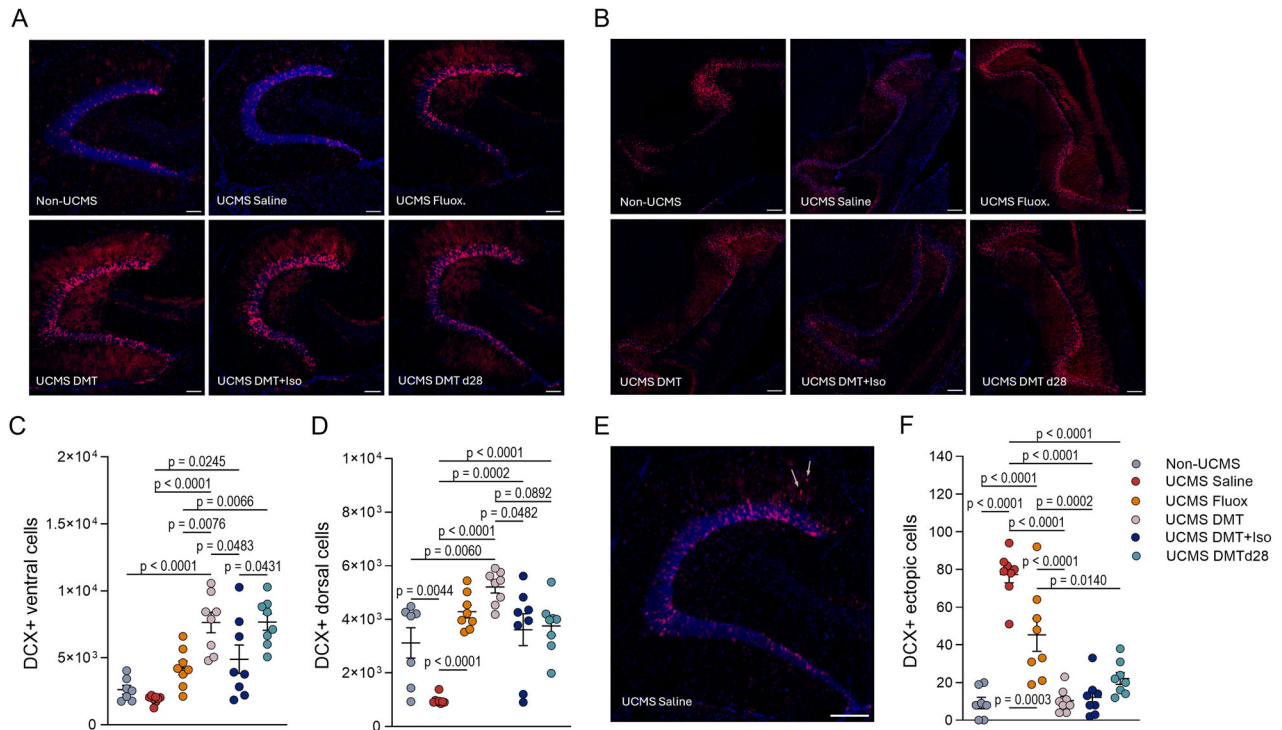 A
B
Non-UCMS
UCMS Saline
UCMS Fluox.
UCMS DMT
UCMS DMT+Iso
UCMS DMT d28
Non-UCMS
UCMS Saline
UCMS Fluox.
UCMS DMT
UCMS DMT+Iso
UCMS DMT d28
C
DCX+ ventral cells
2×10⁴
1×10⁴
1×10⁴
5×10³
0
p = 0.0245
p < 0.0001
p = 0.0066
p = 0.0076
p = 0.0483
p < 0.0001
p = 0.0431
D
DCX+ dorsal cells
1×10⁴
8×10³
6×10³
4×10³
2×10³
0
p < 0.0001
p = 0.0002
p = 0.0892
p = 0.0482
p < 0.0001
p = 0.0060
p = 0.0044
p < 0.0001
E
UCMS Saline
F
DCX+ ectopic cells
140
120
100
80
60
40
20
0
p < 0.0001
p < 0.0001
p < 0.0001
p < 0.0001
p = 0.0002
p < 0.0001
p < 0.0001
p = 0.0140
p = 0.0003
Non-UCMS
UCMS Saline
UCMS Fluox
UCMS DMT
UCMS DMT+Iso
UCMS DMTd28